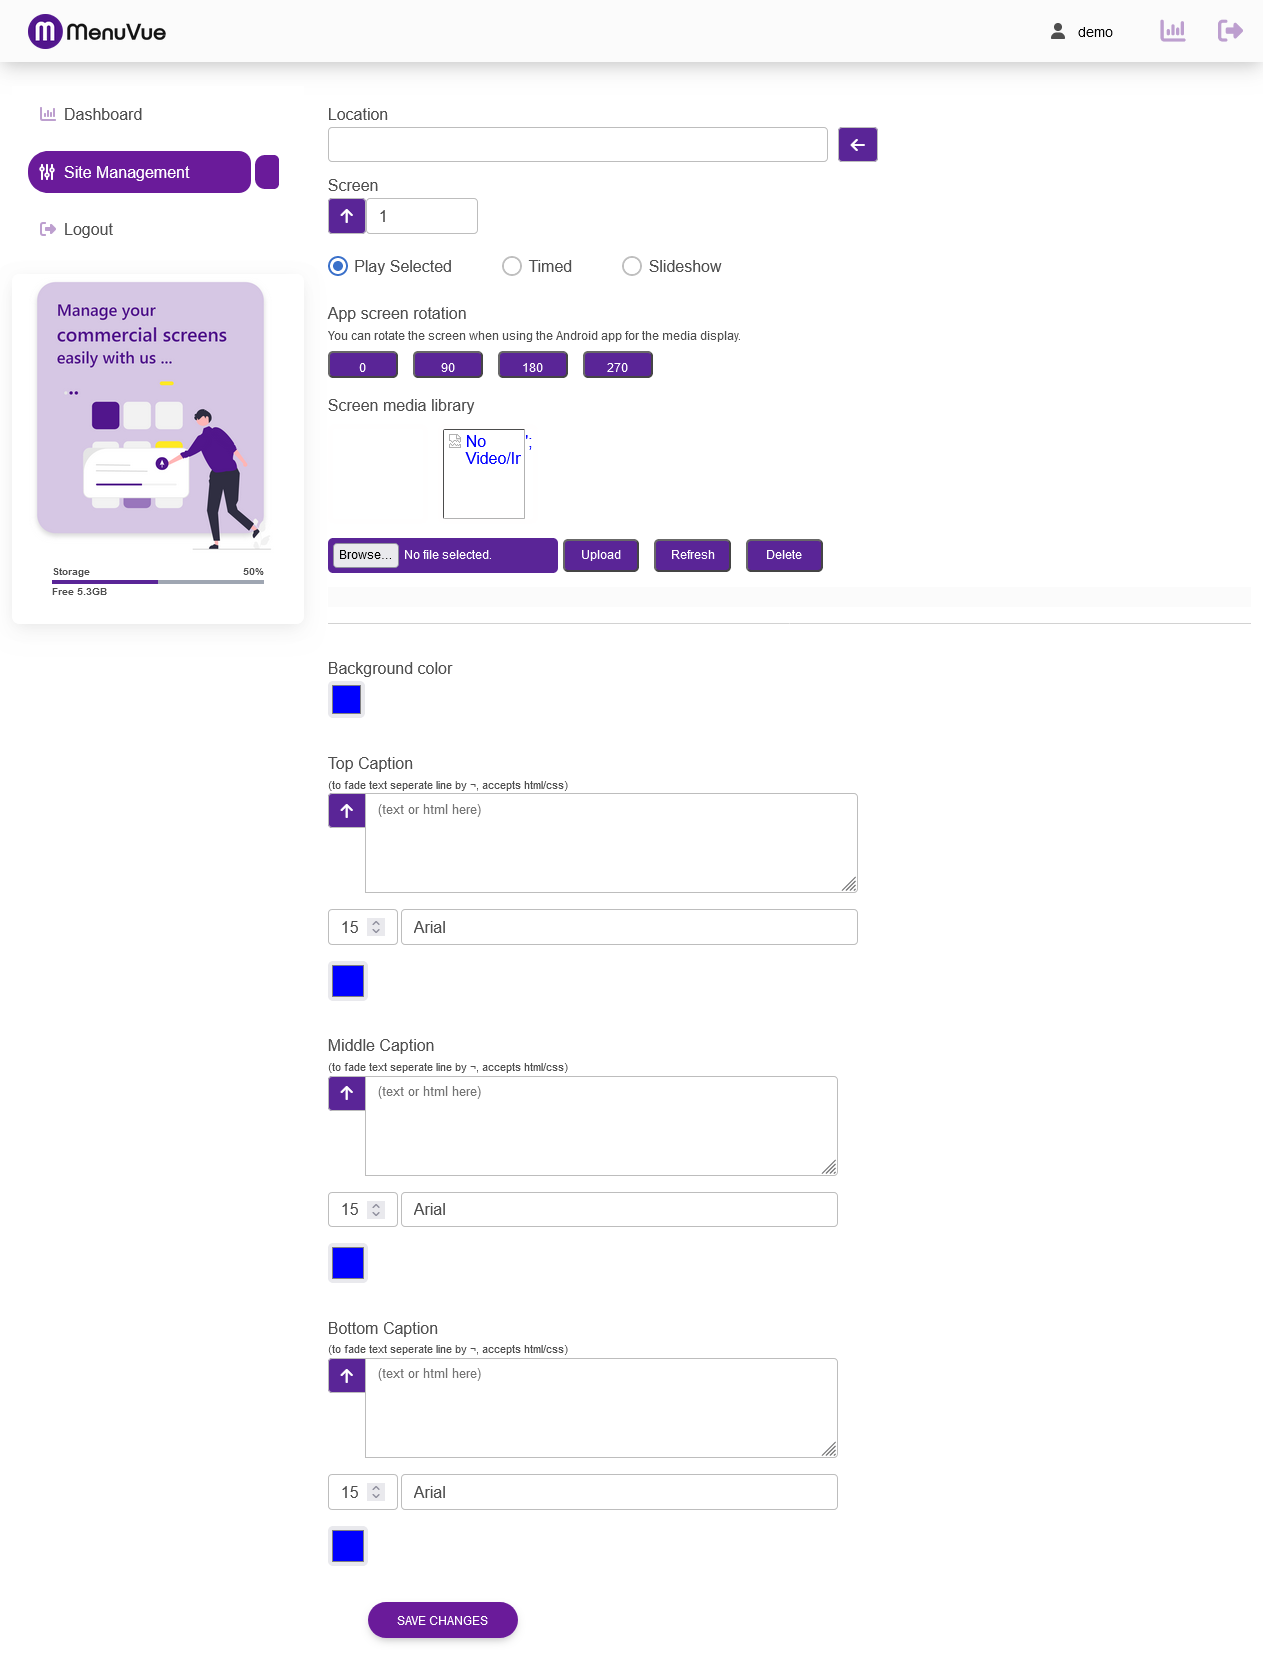 MenuVue
demo
Dashboard
Site Management
Logout
Manage your
commercial screens
easily with us ...
Storage 50%
Free 5.3GB
Location
Screen
1
Play Selected Timed Slideshow
App screen rotation
You can rotate the screen when using the Android app for the media display.
0 90 180 270
Screen media library
No ';
Video/Ir
Browse... No file selected. Upload Refresh Delete
Background color
Top Caption
(to fade text seperate line by ¬, accepts html/css)
(text or html here)
15 Arial
Middle Caption
(to fade text seperate line by ¬, accepts html/css)
(text or html here)
15 Arial
Bottom Caption
(to fade text seperate line by ¬, accepts html/css)
(text or html here)
15 Arial
SAVE CHANGES